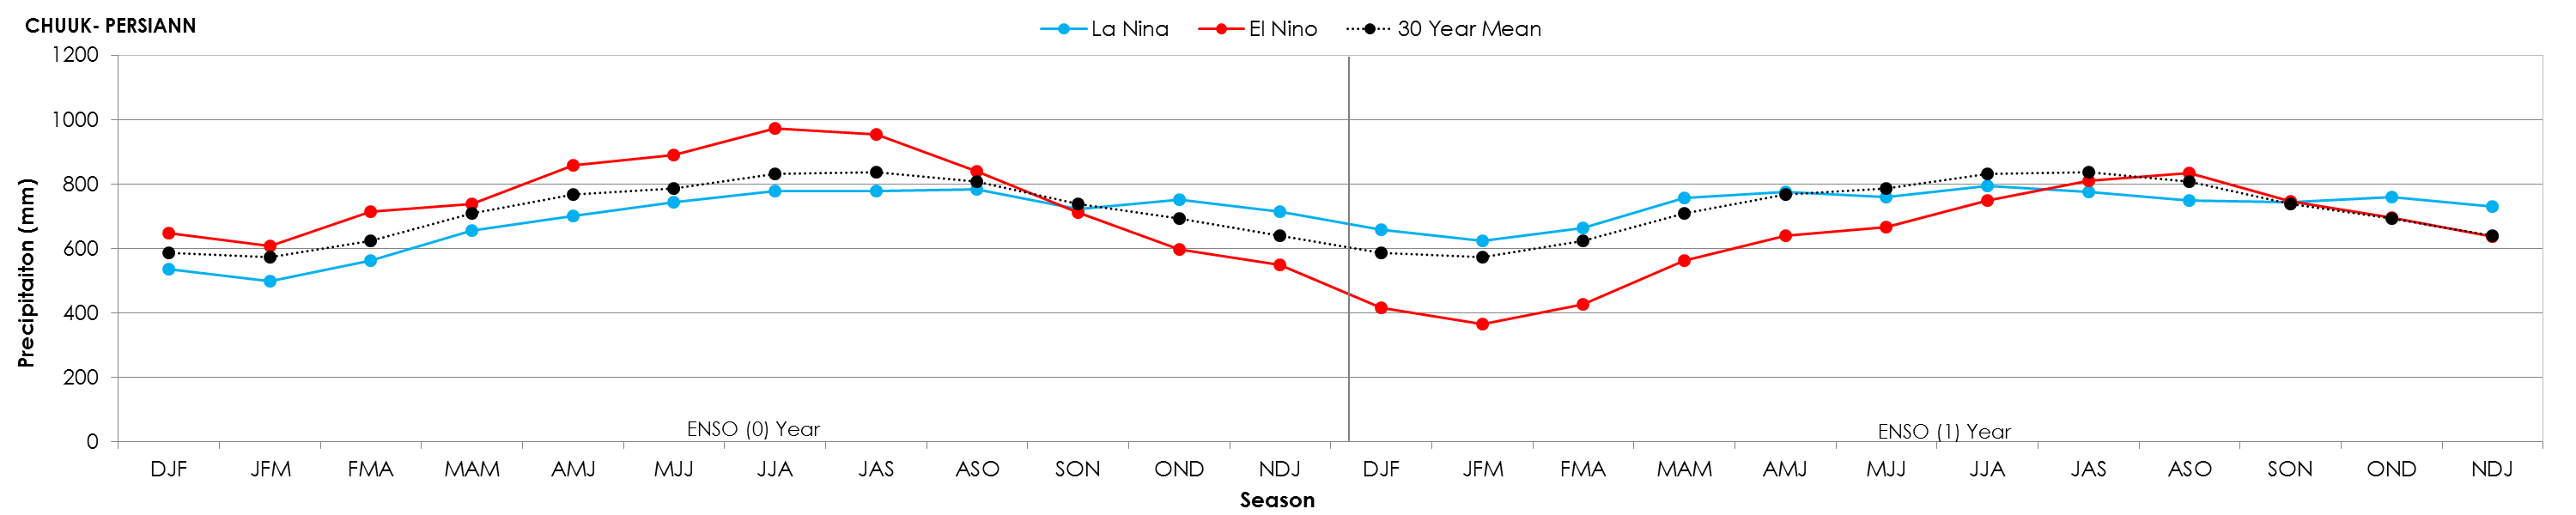 CHUUK- PERSIANN
La Nina El Nino 30 Year Mean
1200
1000
800
600
400
200
0
Precipitaiton (mm)
ENSO (0) Year ENSO (1) Year
DJF JFM FMA MAM AMJ MJJ JJA JAS ASO SON OND NDJ DJF JFM FMA MAM AMJ MJJ JJA JAS ASO SON OND NDJ
Season